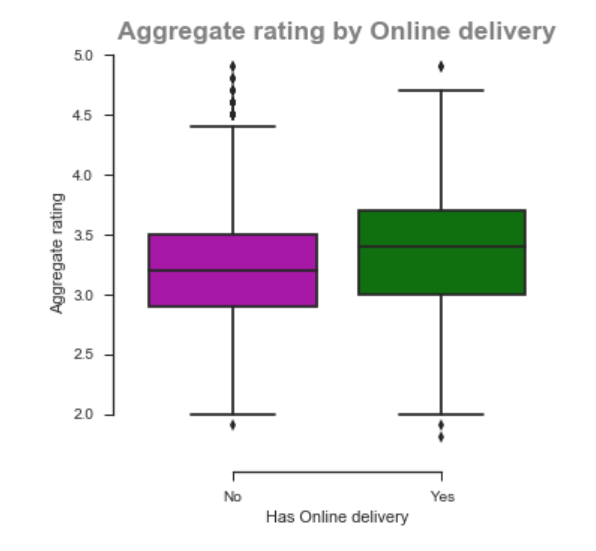 Aggregate rating by Online delivery
5.0
4.5
4.0
3.5
3.0
2.5
2.0
Aggregate rating
No
Yes
Has Online delivery